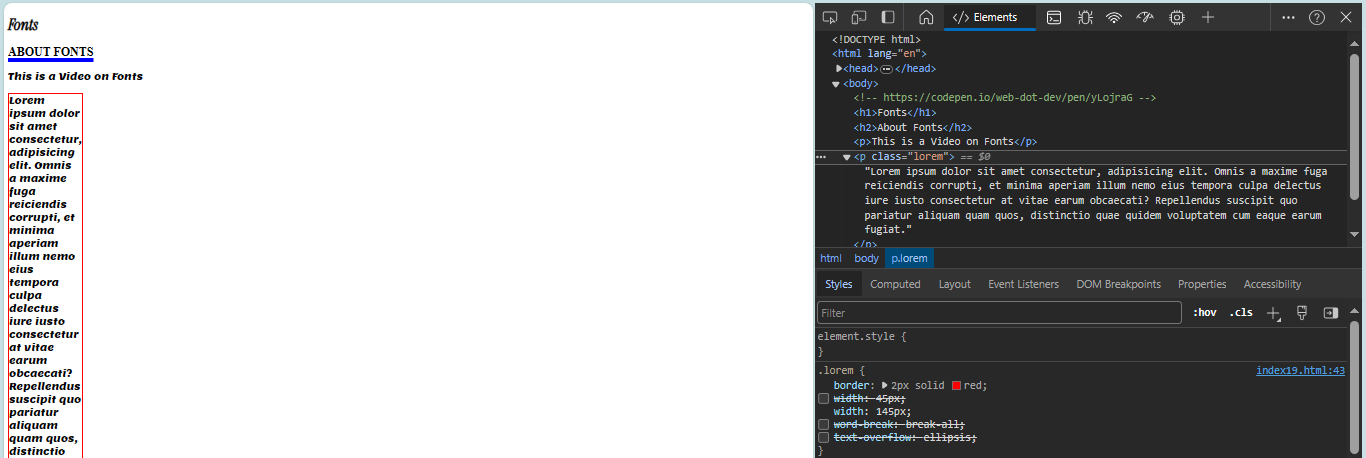 Fonts
ABOUT FONTS
This is a Video on Fonts
Lorem
ipsum dolor
sit amet
consectetur,
adipisicing
elit. Omnis
a maxime
fuga
reiciendis
corrupti, et
minima
aperiam
illum nemo
eius
tempora
culpa
delectus
iure iusto
consectetur
at vitae
earum
obcaecati?
Repellendus
suscipit quo
pariatur
aliquam
quam quos,
distinctio
</> Elements
<!DOCTYPE html>
<html lang="en">
<head> ⋯ </head>
<body>
<!-- https://codepen.io/web-dot-dev/pen/yLojraG -->
<h1>Fonts</h1>
<h2>About Fonts</h2>
<p>This is a Video on Fonts</p>
<p class="lorem"> == $0
"Lorem ipsum dolor sit amet consectetur, adipisicing elit. Omnis a maxime fuga
reiciendis corrupti, et minima aperiam illum nemo eius tempora culpa delectus
iure iusto consectetur at vitae earum obcaecati? Repellendus suscipit quo
pariatur aliquam quam quos, distinctio quae quidem voluptatem cum eaque earum
fugiat."
</p>
html body p.lorem
Styles Computed Layout Event Listeners DOM Breakpoints Properties Accessibility
Filter :hov .cls
element.style {
}
.lorem { index19.html:43
border: 2px solid red;
width: 45px;
width: 145px;
word-break: break-all;
text-overflow: ellipsis;
}